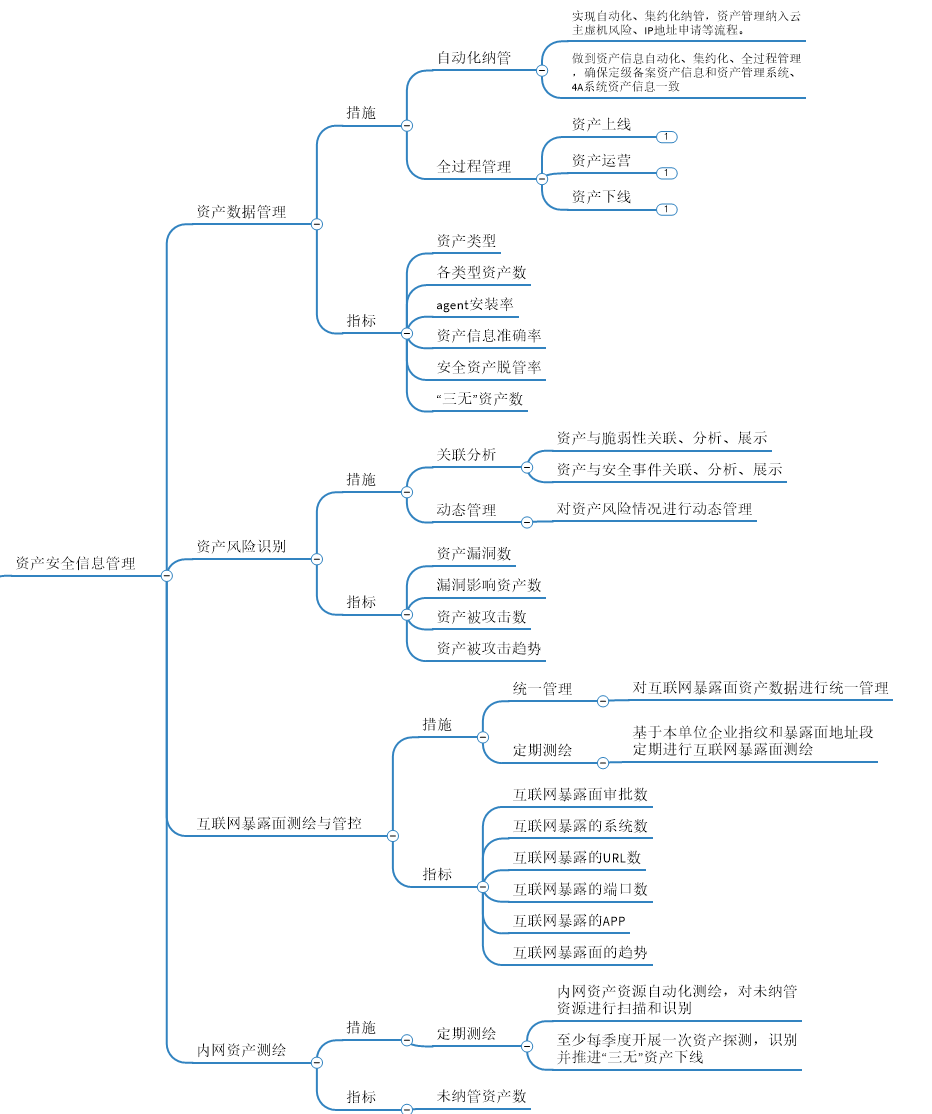 资产安全信息管理
资产数据管理
措施
自动化纳管
实现自动化、集约化纳管，资产管理纳入云
主虚机风险、IP地址申请等流程。
做到资产信息自动化、集约化、全过程管理
，确保定级备案资产信息和资产管理系统、
4A系统资产信息一致
全过程管理
资产上线
1
资产运营
1
资产下线
1
指标
资产类型
各类型资产数
agent安装率
资产信息准确率
安全资产脱管率
“三无”资产数
资产风险识别
措施
关联分析
资产与脆弱性关联、分析、展示
资产与安全事件关联、分析、展示
动态管理
对资产风险情况进行动态管理
指标
资产漏洞数
漏洞影响资产数
资产被攻击数
资产被攻击趋势
互联网暴露面测绘与管控
措施
统一管理
对互联网暴露面资产数据进行统一管理
定期测绘
基于本单位企业指纹和暴露面地址段
定期进行互联网暴露面测绘
指标
互联网暴露面审批数
互联网暴露的系统数
互联网暴露的URL数
互联网暴露的端口数
互联网暴露的APP
互联网暴露面的趋势
内网资产测绘
措施
定期测绘
内网资产资源自动化测绘，对未纳管
资源进行扫描和识别
至少每季度开展一次资产探测，识别
并推进“三无”资产下线
指标
未纳管资产数